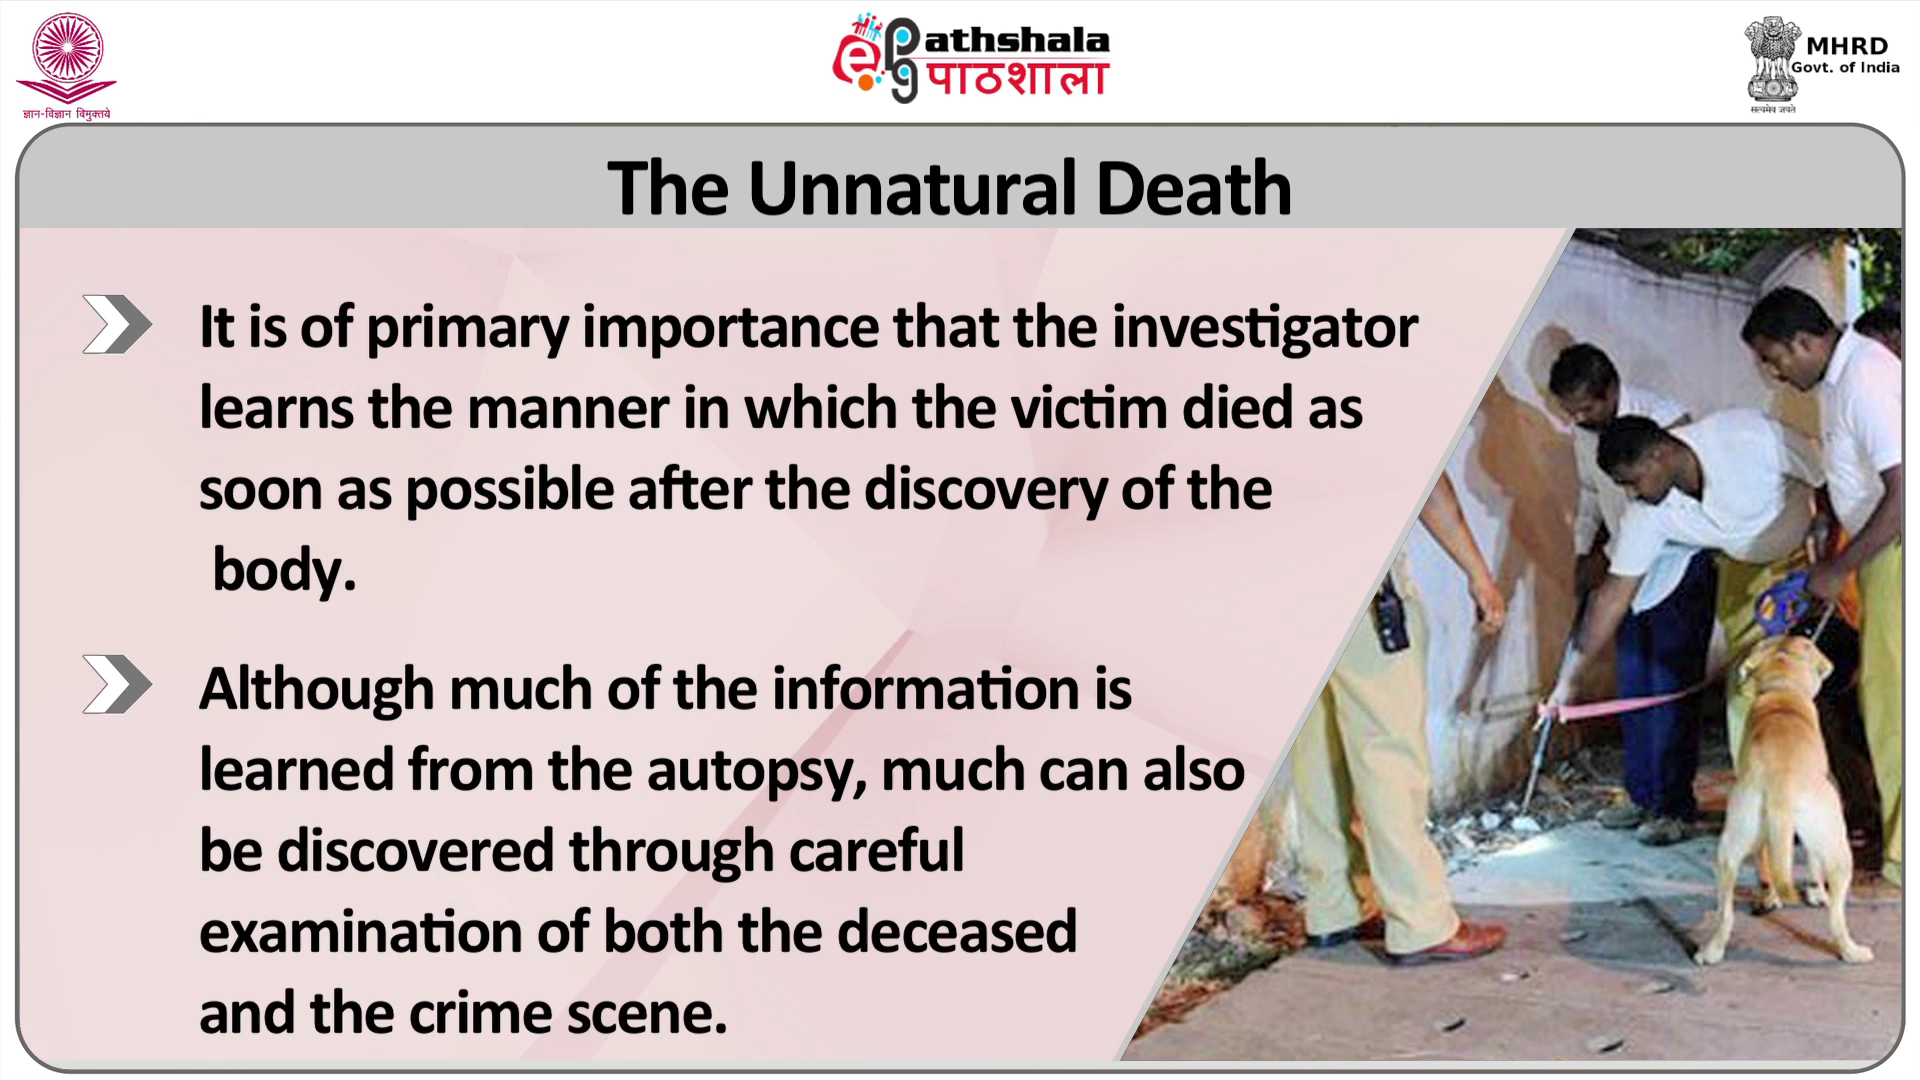 ज्ञान-विज्ञान विमुक्तये
e Pg Pathshala
पाठशाला
MHRD
Govt. of India
सत्यमेव जयते
The Unnatural Death
It is of primary importance that the investigator
learns the manner in which the victim died as
soon as possible after the discovery of the
body.
Although much of the information is
learned from the autopsy, much can also
be discovered through careful
examination of both the deceased
and the crime scene.